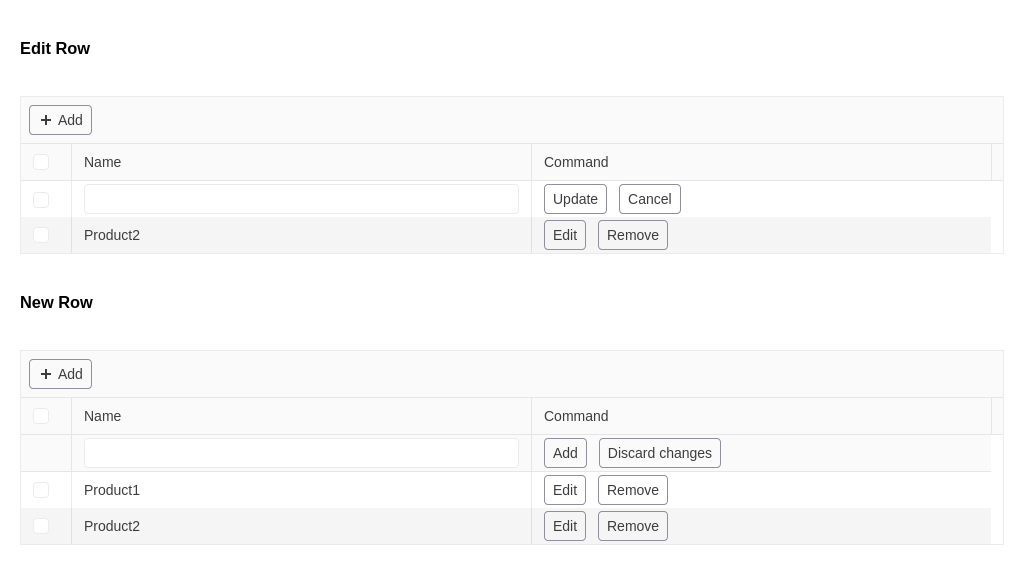 Edit Row
Add
Name Command
Update Cancel
Product2 Edit Remove
New Row
Add
Name Command
Add Discard changes
Product1 Edit Remove
Product2 Edit Remove